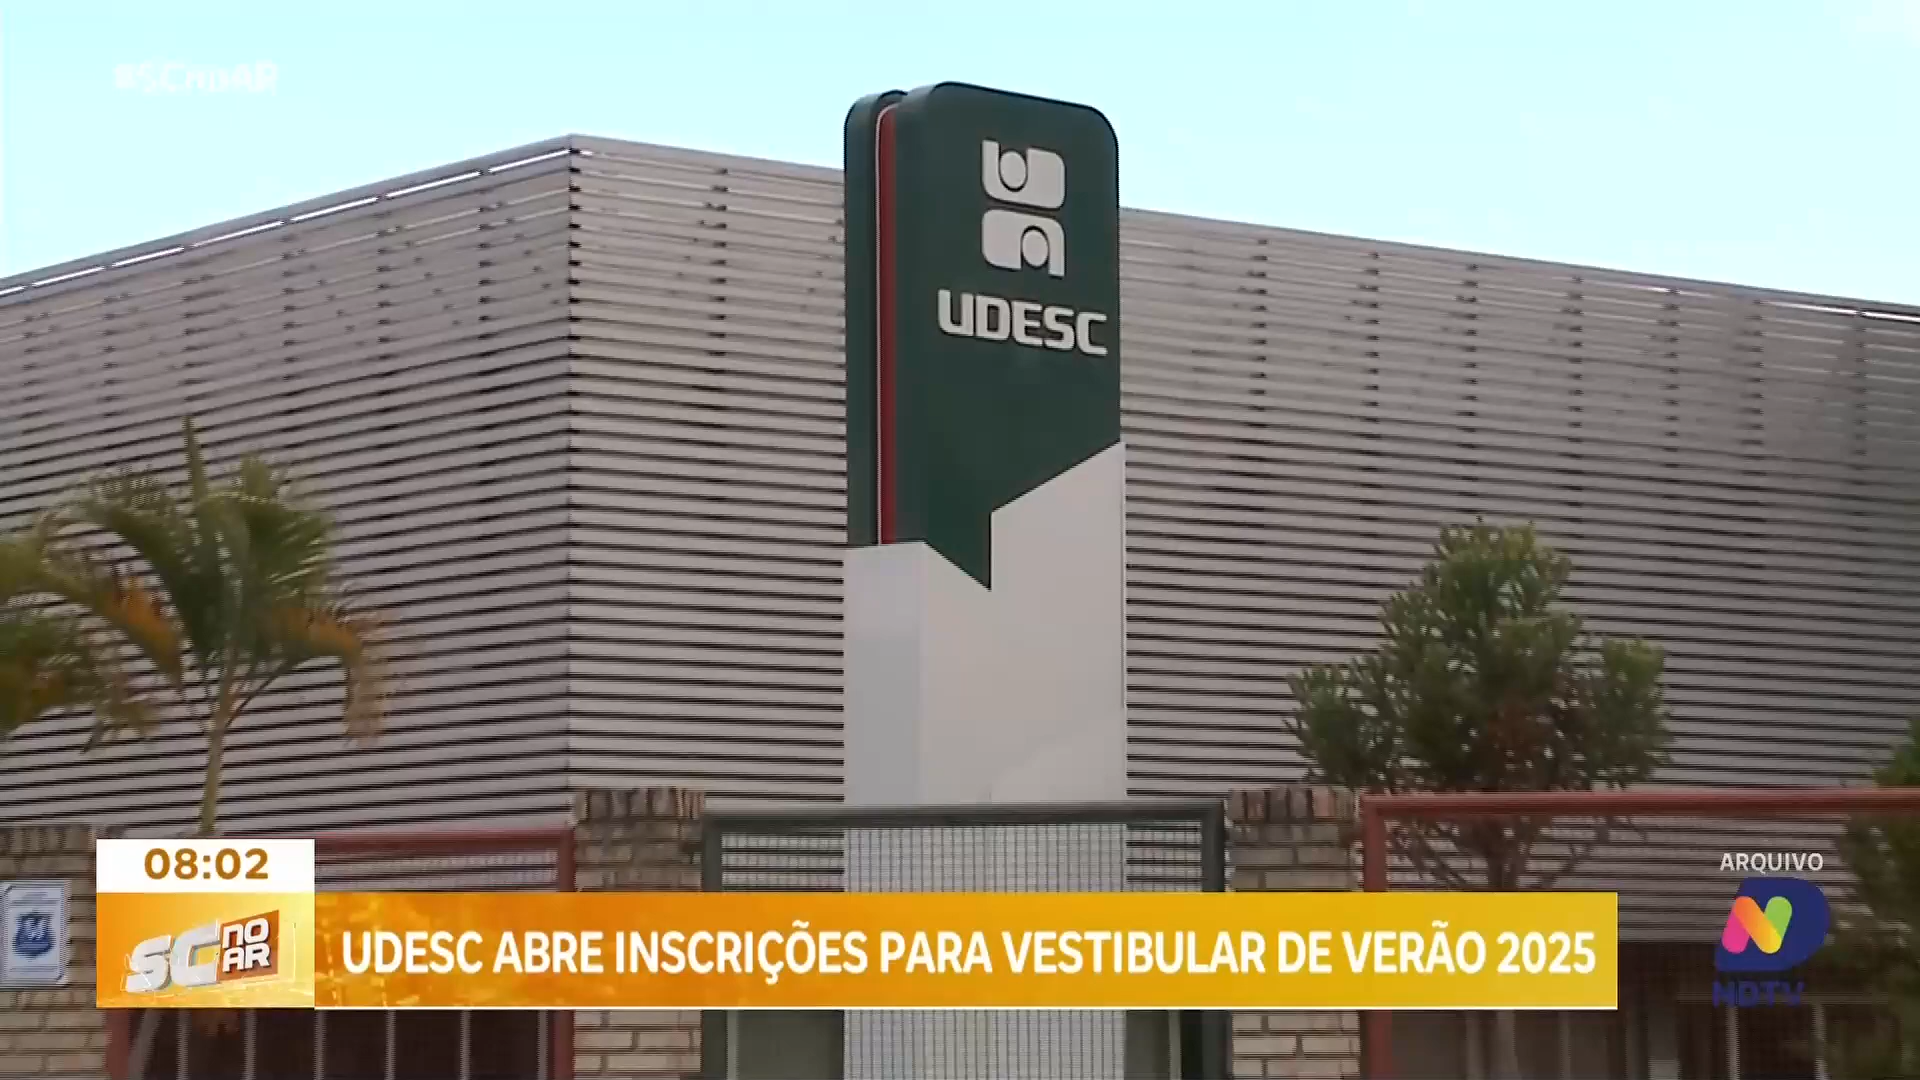 #SCnoAR
UDESC
08:02
ARQUIVO
SC NO AR
UDESC ABRE INSCRIÇÕES PARA VESTIBULAR DE VERÃO 2025
NDTV